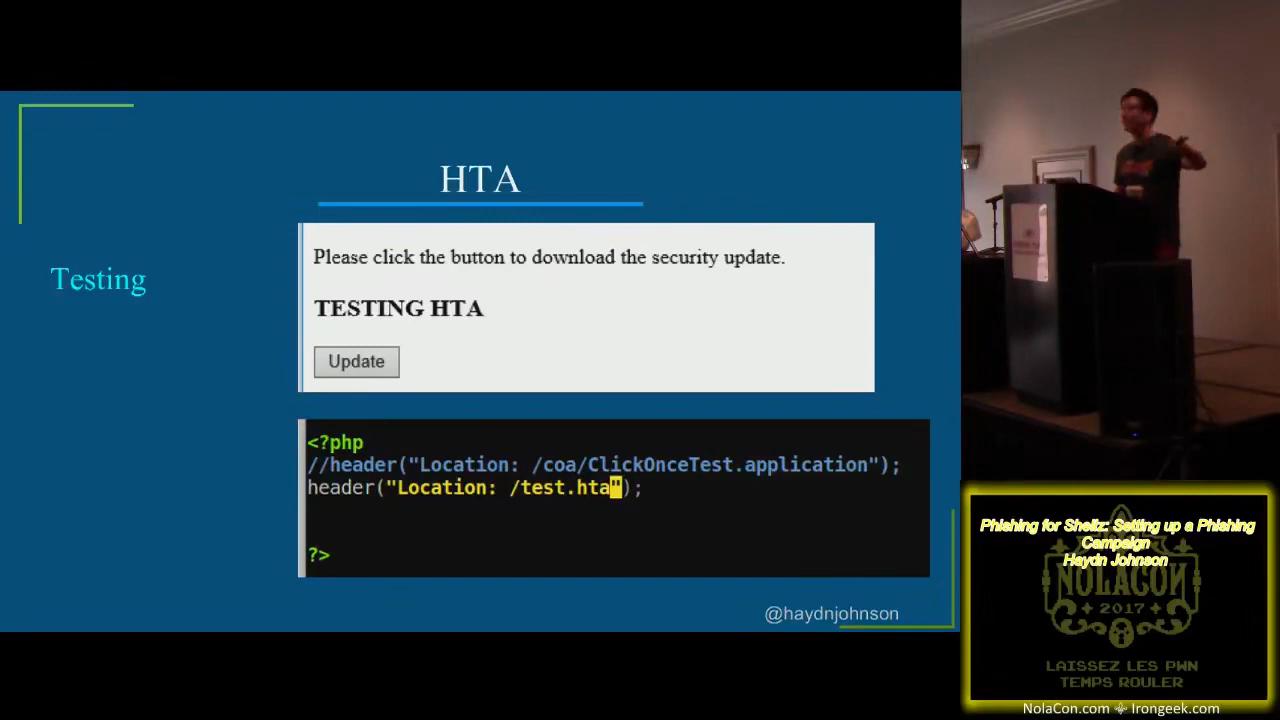 HTA
Testing
Please click the button to download the security update.
TESTING HTA
Update
<?php
//header("Location: /coa/ClickOnceTest.application");
header("Location: /test.hta");
?>
@haydnjohnson
Phishing for Shellz: Setting up a Phishing
Campaign
Haydn Johnson
NOLACON
2017
LAISSEZ LES PWN
TEMPS ROULER
NolaCon.com ⚜ Irongeek.com